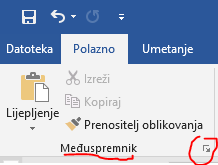 Datoteka Polazno Umetanje
Izreži
Kopiraj
Lijepljenje
Prenositelj oblikovanja
Međuspremnik